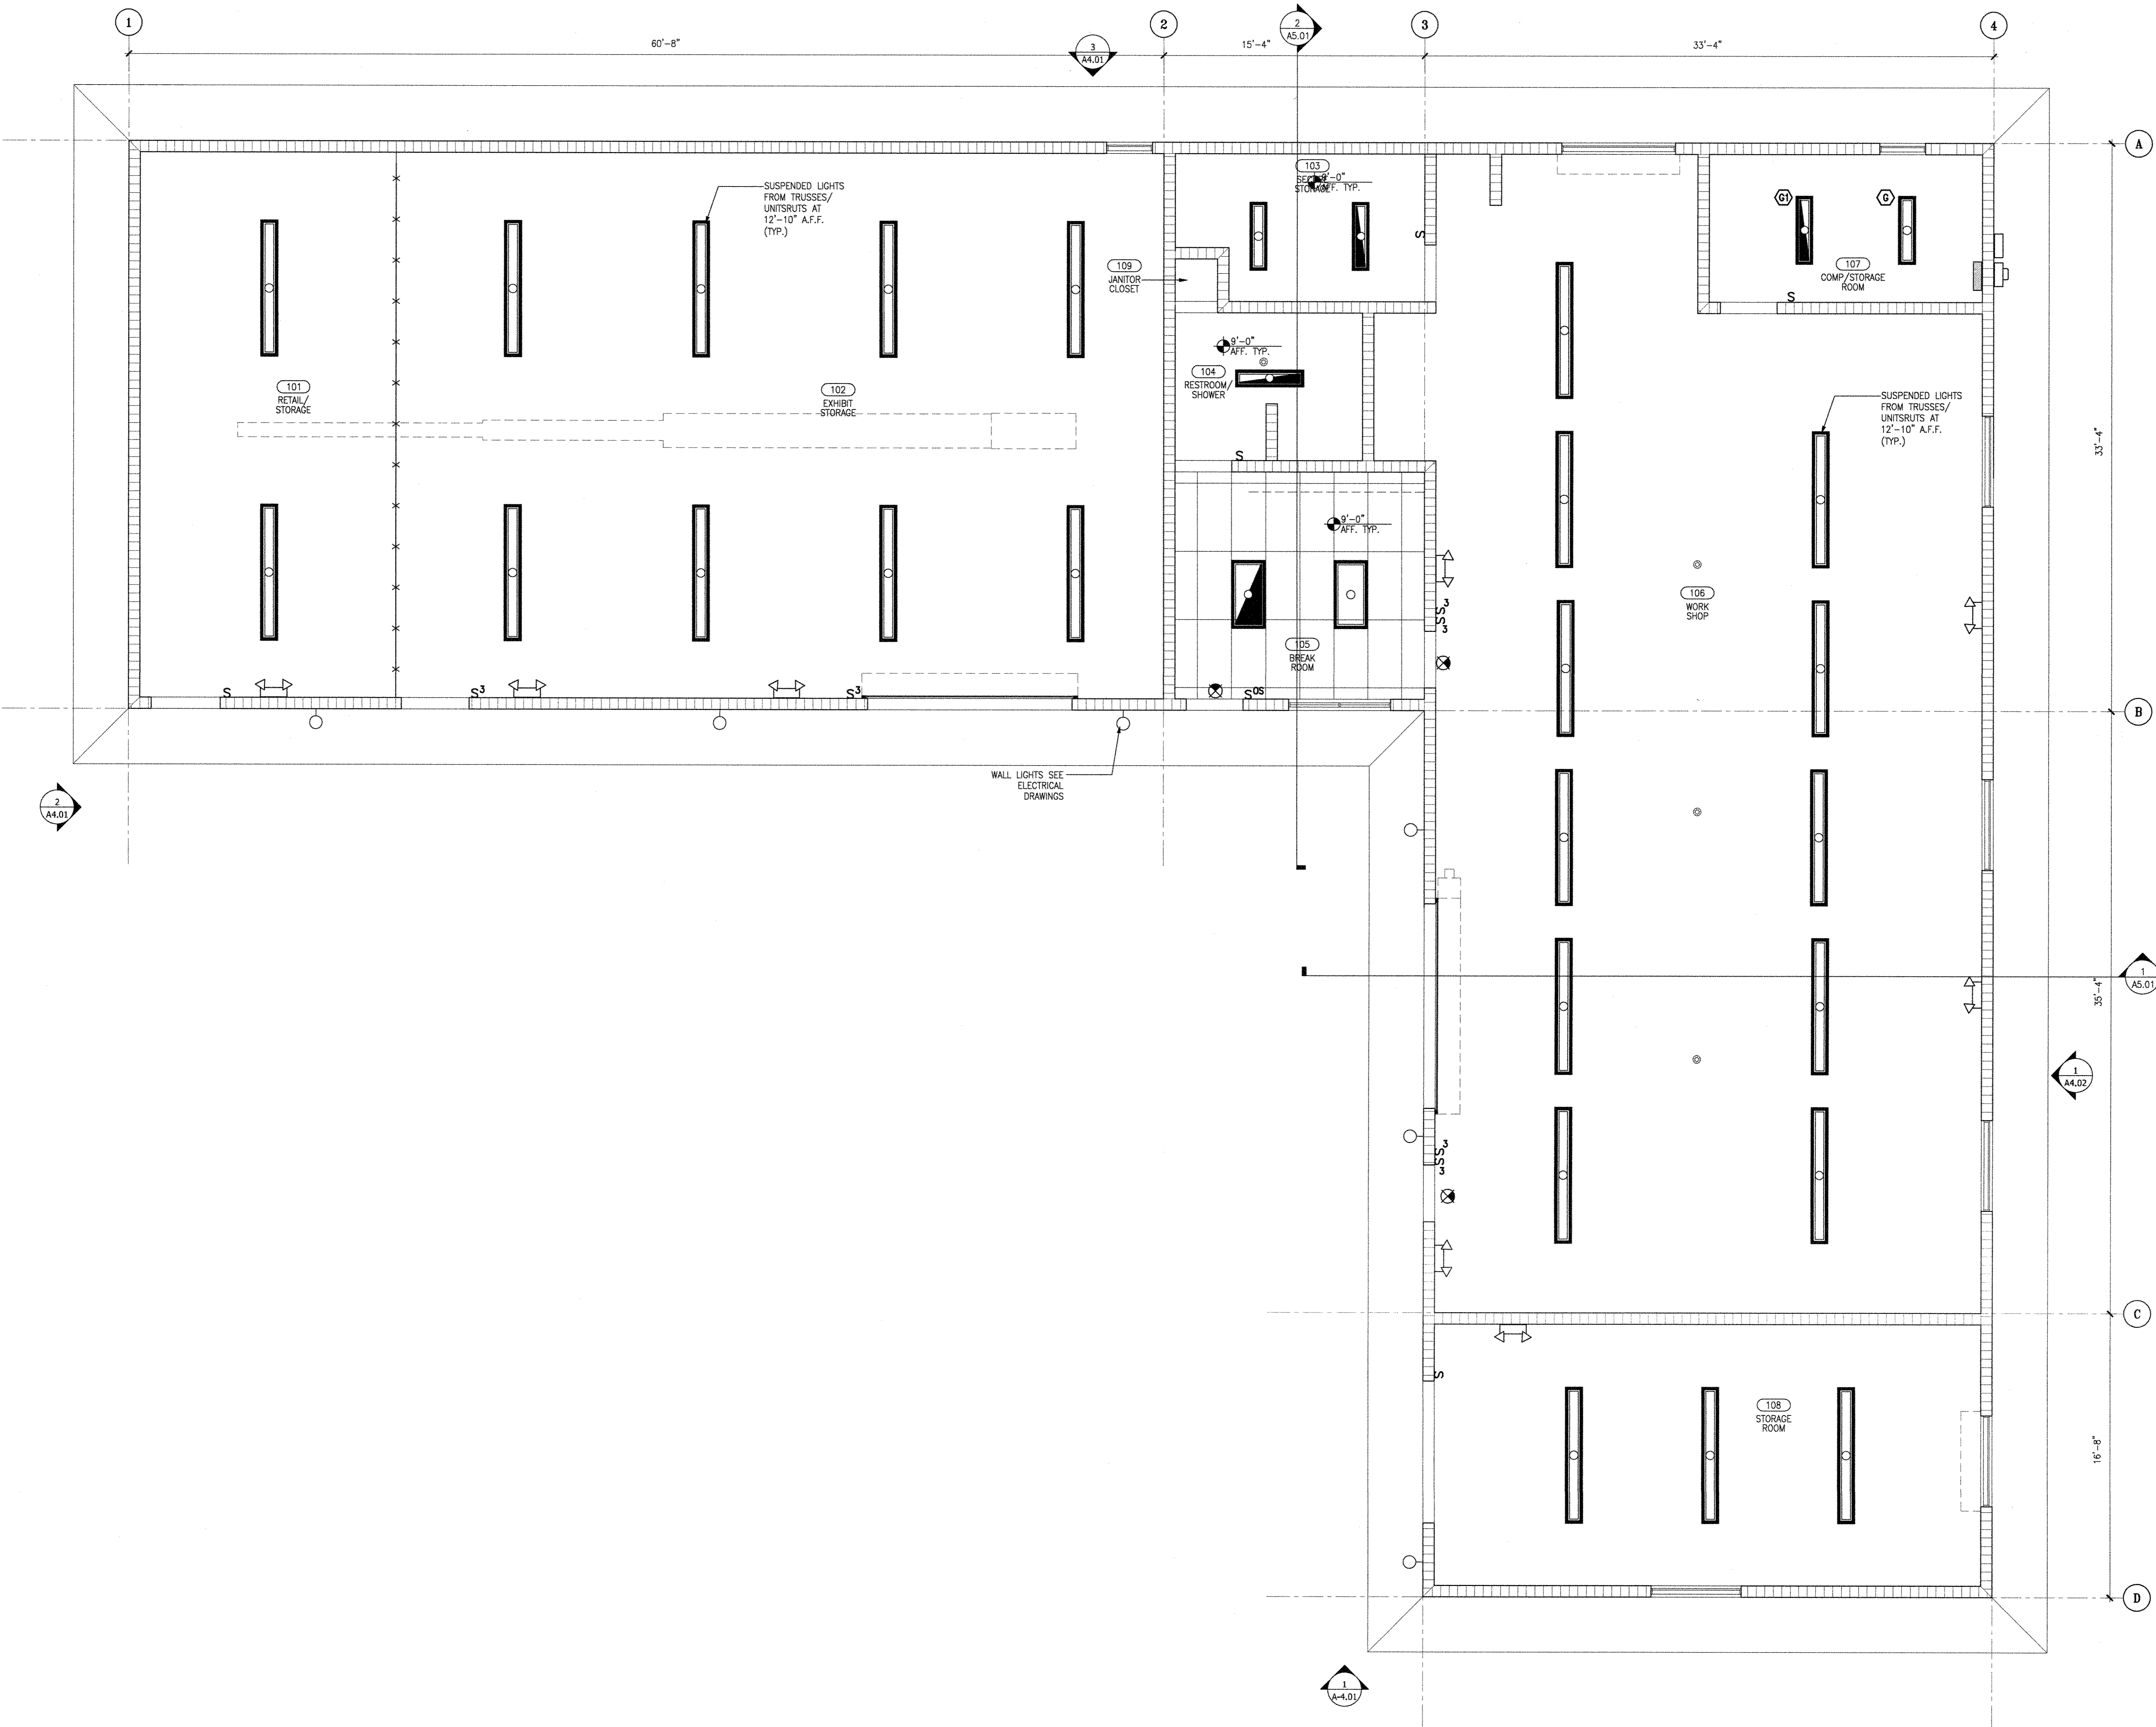 1
2
3
4
2
A5.01
60'-8"
15'-4"
33'-4"
3
A4.01
A
SUSPENDED LIGHTS
FROM TRUSSES/
UNITSRUTS AT
12'-10" A.F.F.
(TYP.)
103
STORAGE
AFF. TYP.
S
G1
G
107
COMP/STORAGE
ROOM
S
109
JANITOR
CLOSET
9'-0"
AFF. TYP.
104
RESTROOM/
SHOWER
101
RETAIL/
STORAGE
102
EXHIBIT
STORAGE
SUSPENDED LIGHTS
FROM TRUSSES/
UNITSRUTS AT
12'-10" A.F.F.
(TYP.)
33'-4"
S
9'-0"
AFF. TYP.
106
WORK
SHOP
S3
S3
105
BREAK
ROOM
S
S3
S3
SOS
B
WALL LIGHTS SEE
ELECTRICAL
DRAWINGS
2
A4.01
1
A5.01
35'-4"
1
A4.02
S3
S3
C
S
108
STORAGE
ROOM
16'-8"
D
1
A-4.01